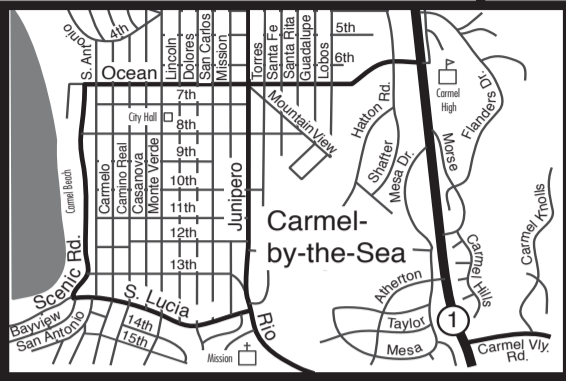 4th
onio
S. Ant
Lincoln
Dolores
San Carlos
Mission
Torres
Santa Fe
Santa Rita
Guadalupe
Lobos
5th
6th
Ocean
7th
City Hall
8th
9th
10th
11th
12th
13th
Mountain View
Hatton Rd.
Shafter
Mesa Dr.
Carmel
High
Flanders Dr.
Morse
Carmel Beach
Carmelo
Camino Real
Casanova
Monte Verde
Junipero
Carmel-
by-the-Sea
Carmel Knolls
Carmel Hills
Scenic Rd.
S. Lucia
Bayview
San Antonio
14th
15th
Rio
Mission
Atherton
Taylor
Mesa
1
Carmel Vly.
Rd.